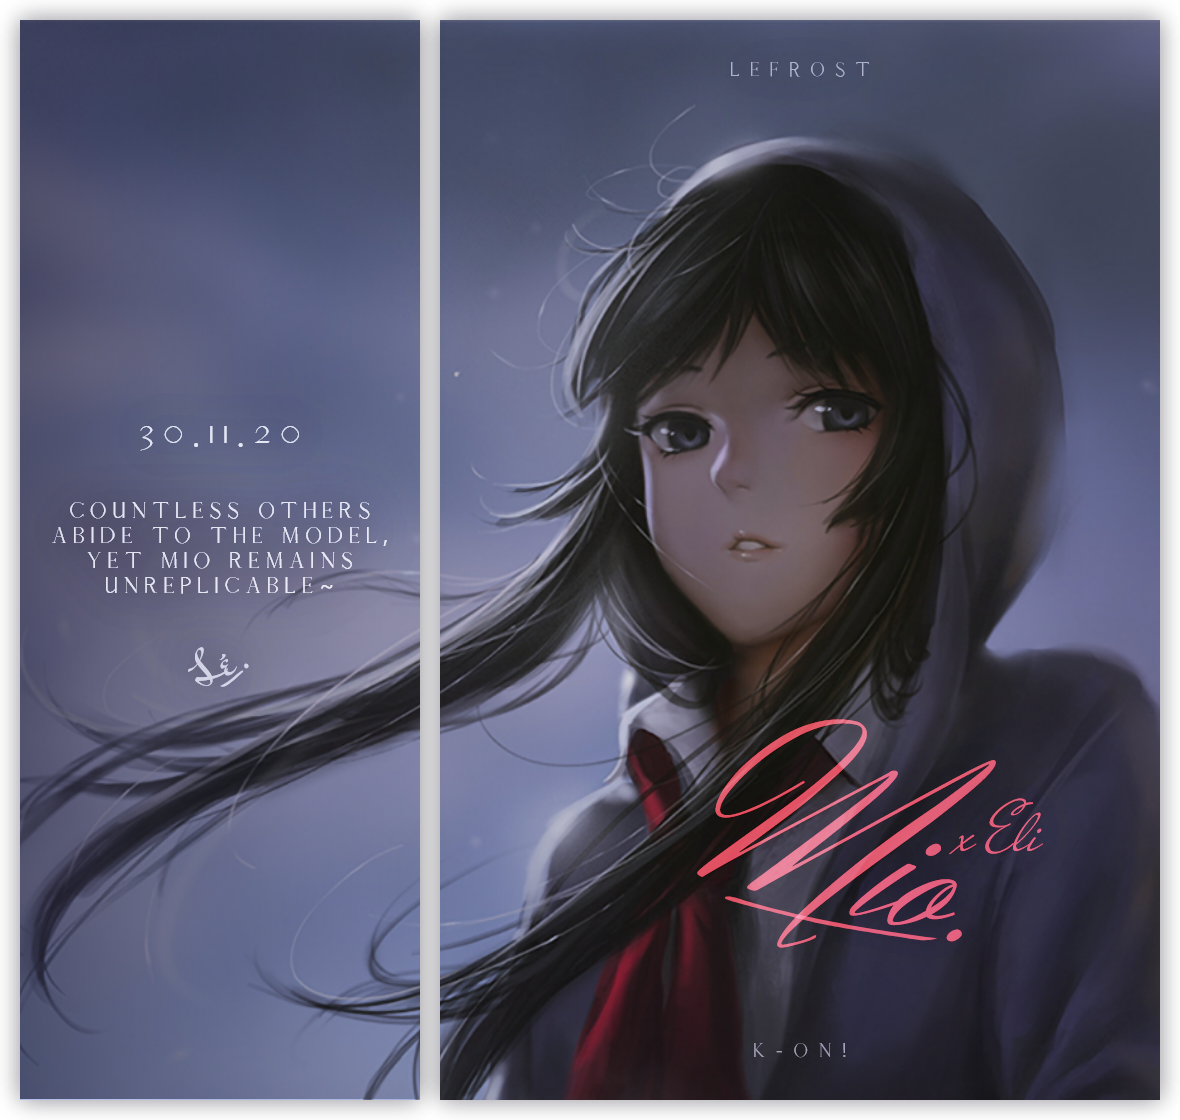 30.11.20
COUNTLESS OTHERS
ABIDE TO THE MODEL,
YET MIO REMAINS
UNREPLICABLE~
LEFROST
Mio.
x Eli
K-ON!